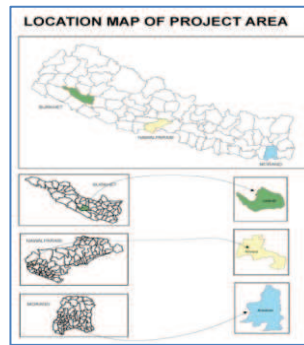 LOCATION MAP OF PROJECT AREA
SURKHET
NAWALPARASI
MORANG
SURKHET
NAWALPARASI
MORANG